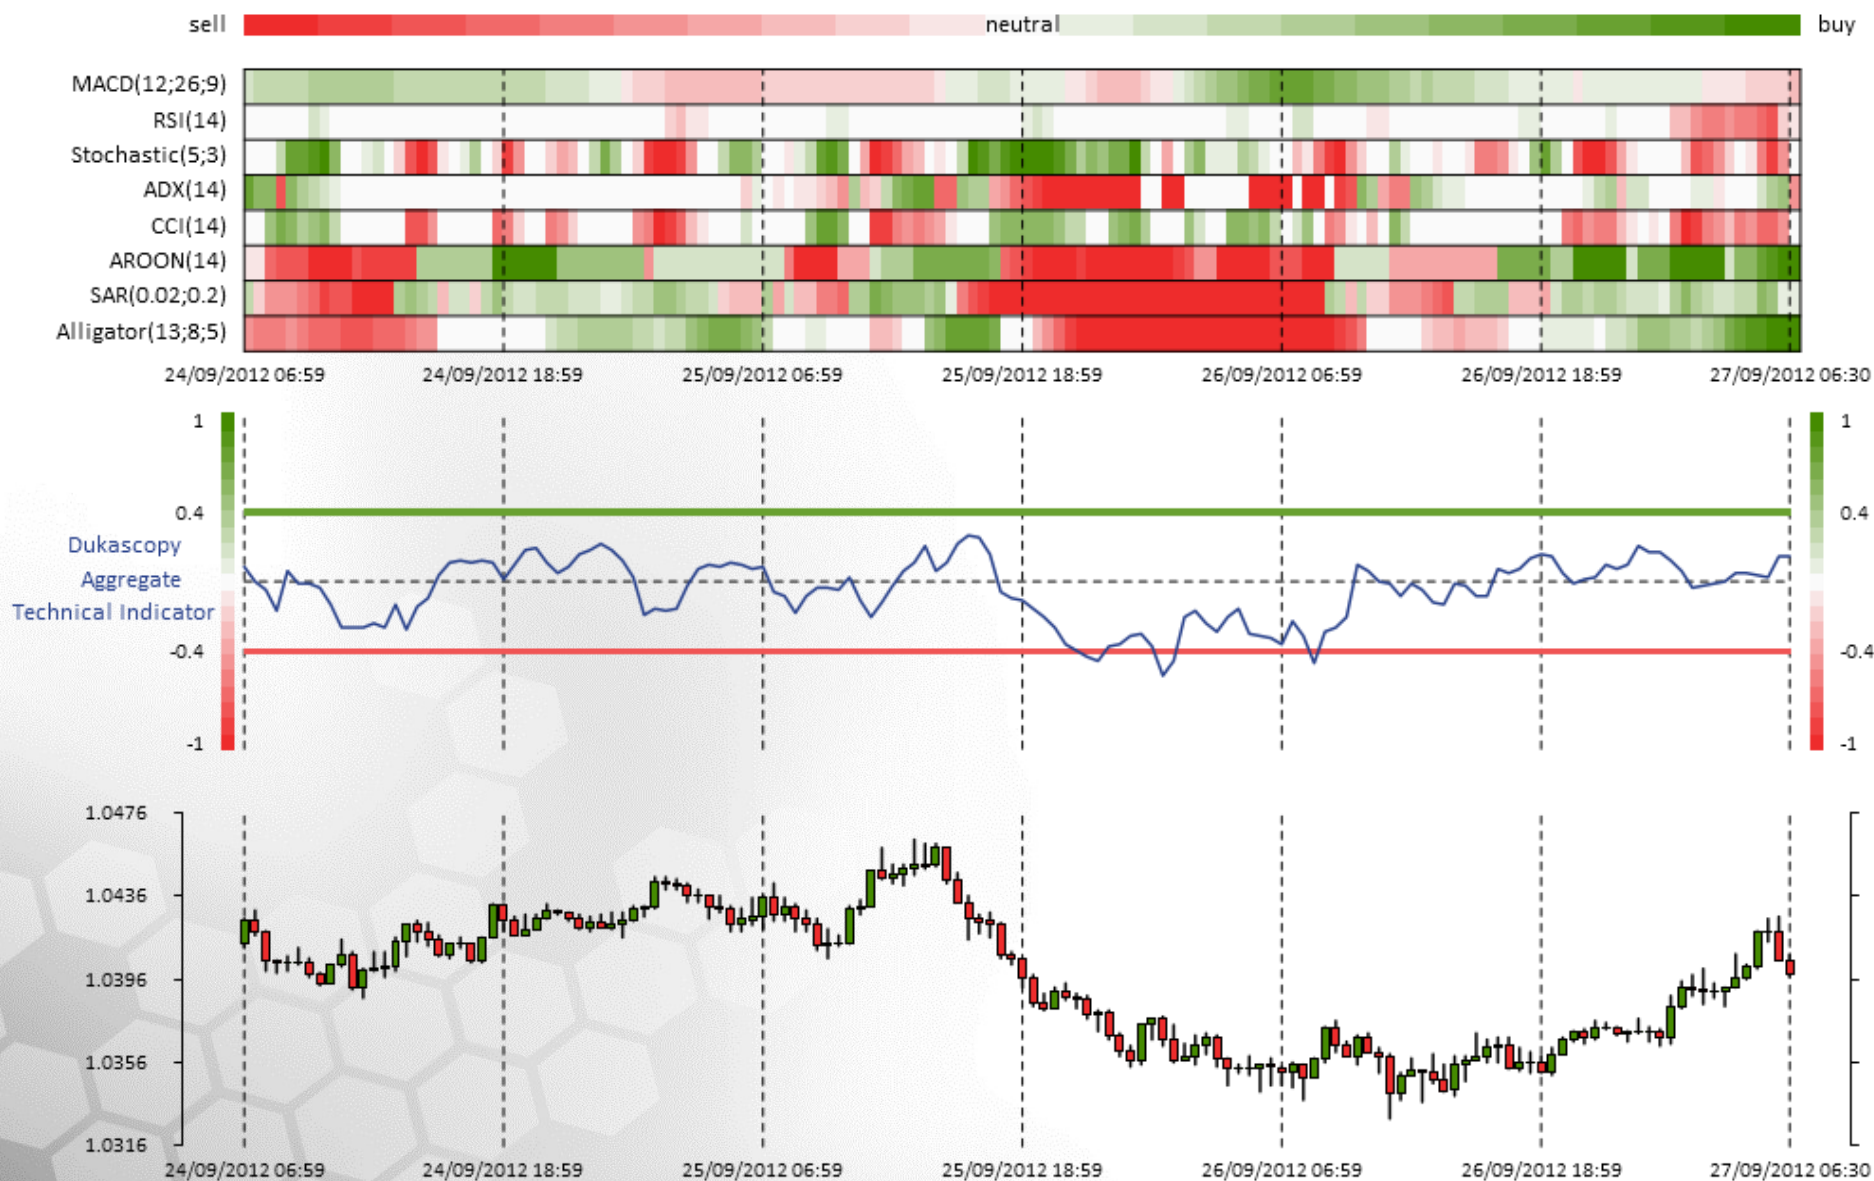 sell neutral buy
MACD(12;26;9)
RSI(14)
Stochastic(5;3)
ADX(14)
CCI(14)
AROON(14)
SAR(0.02;0.2)
Alligator(13;8;5)
24/09/2012 06:59 24/09/2012 18:59 25/09/2012 06:59 25/09/2012 18:59 26/09/2012 06:59 26/09/2012 18:59 27/09/2012 06:30
1 1
0.4 0.4
Dukascopy
Aggregate
Technical Indicator
-0.4 -0.4
-1 -1
1.0476
1.0436
1.0396
1.0356
1.0316
24/09/2012 06:59 24/09/2012 18:59 25/09/2012 06:59 25/09/2012 18:59 26/09/2012 06:59 26/09/2012 18:59 27/09/2012 06:30